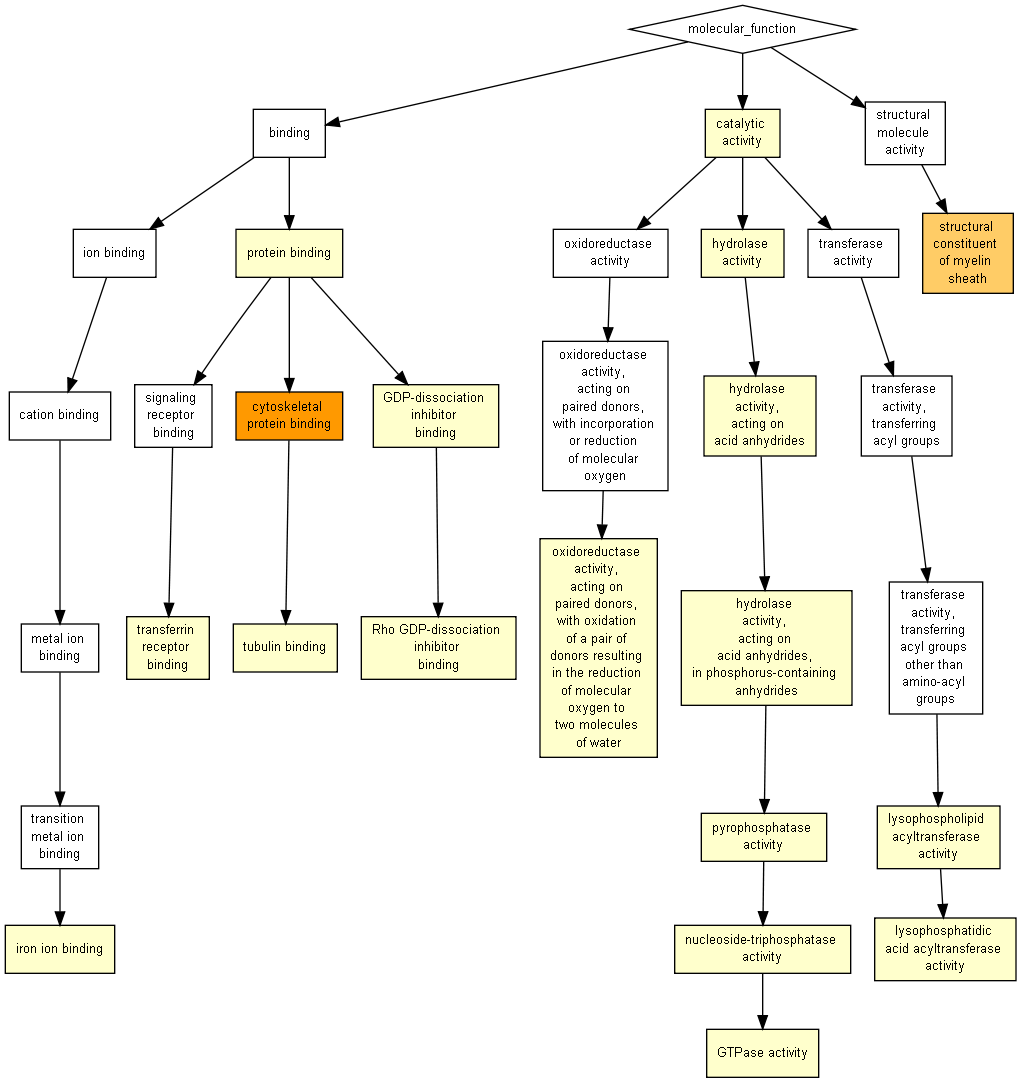 molecular_function
binding
catalytic
activity
structural
molecule
activity
ion binding
protein binding
oxidoreductase
activity
hydrolase
activity
transferase
activity
structural
constituent
of myelin
sheath
cation binding
signaling
receptor
binding
cytoskeletal
protein binding
GDP-dissociation
inhibitor
binding
oxidoreductase
activity,
acting on
paired donors,
with incorporation
or reduction
of molecular
oxygen
hydrolase
activity,
acting on
acid anhydrides
transferase
activity,
transferring
acyl groups
metal ion
binding
transferrin
receptor
binding
tubulin binding
Rho GDP-dissociation
inhibitor
binding
oxidoreductase
activity,
acting on
paired donors,
with oxidation
of a pair of
donors resulting
in the reduction
of molecular
oxygen to
two molecules
of water
hydrolase
activity,
acting on
acid anhydrides,
in phosphorus-containing
anhydrides
transferase
activity,
transferring
acyl groups
other than
amino-acyl
groups
transition
metal ion
binding
pyrophosphatase
activity
lysophospholipid
acyltransferase
activity
iron ion binding
nucleoside-triphosphatase
activity
lysophosphatidic
acid acyltransferase
activity
GTPase activity